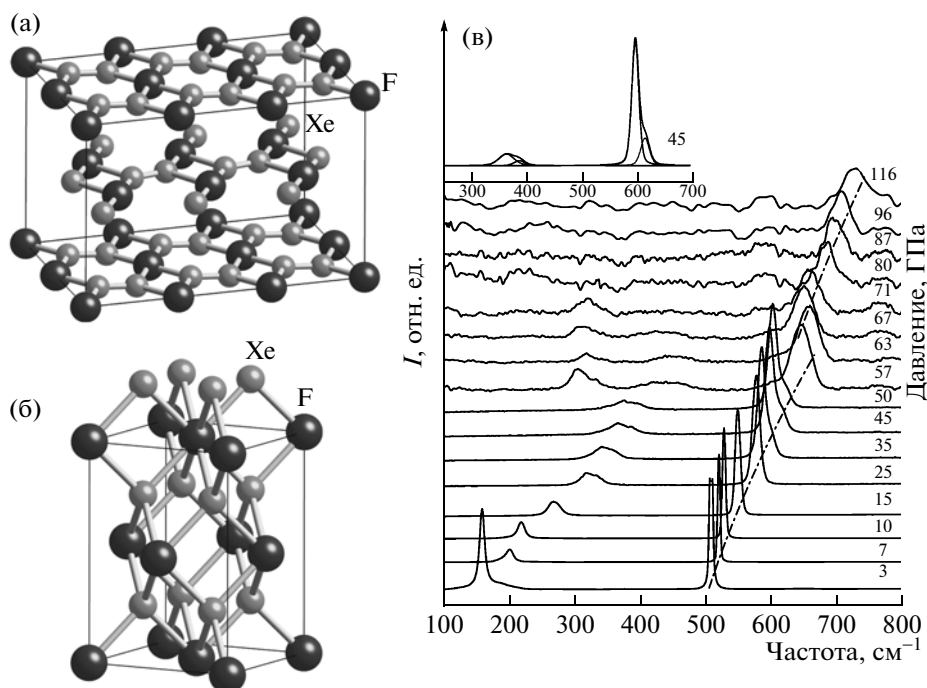 (а)
F
Xe
(б)
Xe
F
(в)
45
300 400 500 600 700
116
96
87
80
71
67
63
57
50
45
35
25
15
10
7
3
I, отн. ед.
Давление, ГПа
100 200 300 400 500 600 700 800
Частота, см⁻¹